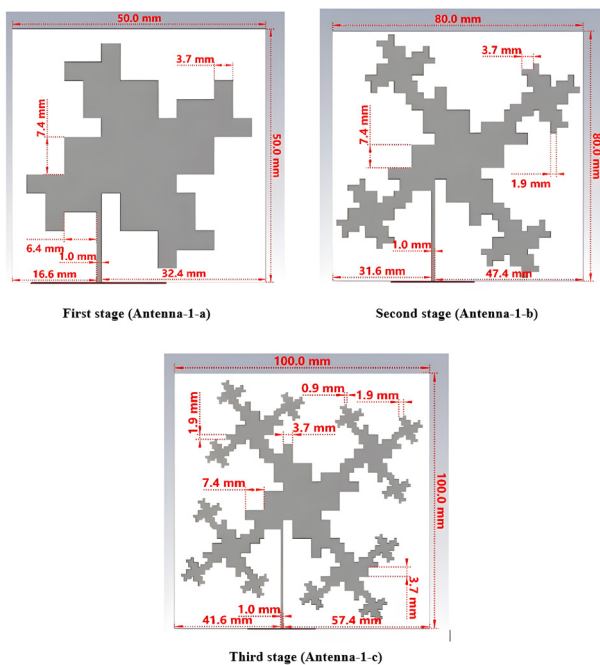 50.0 mm
3.7 mm
7.4 mm
50.0 mm
6.4 mm
1.0 mm
16.6 mm
32.4 mm
First stage (Antenna-1-a)
80.0 mm
3.7 mm
7.4 mm
80.0 mm
1.9 mm
1.0 mm
31.6 mm
47.4 mm
Second stage (Antenna-1-b)
100.0 mm
0.9 mm
1.9 mm
1.9 mm
3.7 mm
7.4 mm
100.0 mm
3.7 mm
1.0 mm
41.6 mm
57.4 mm
Third stage (Antenna-1-c)